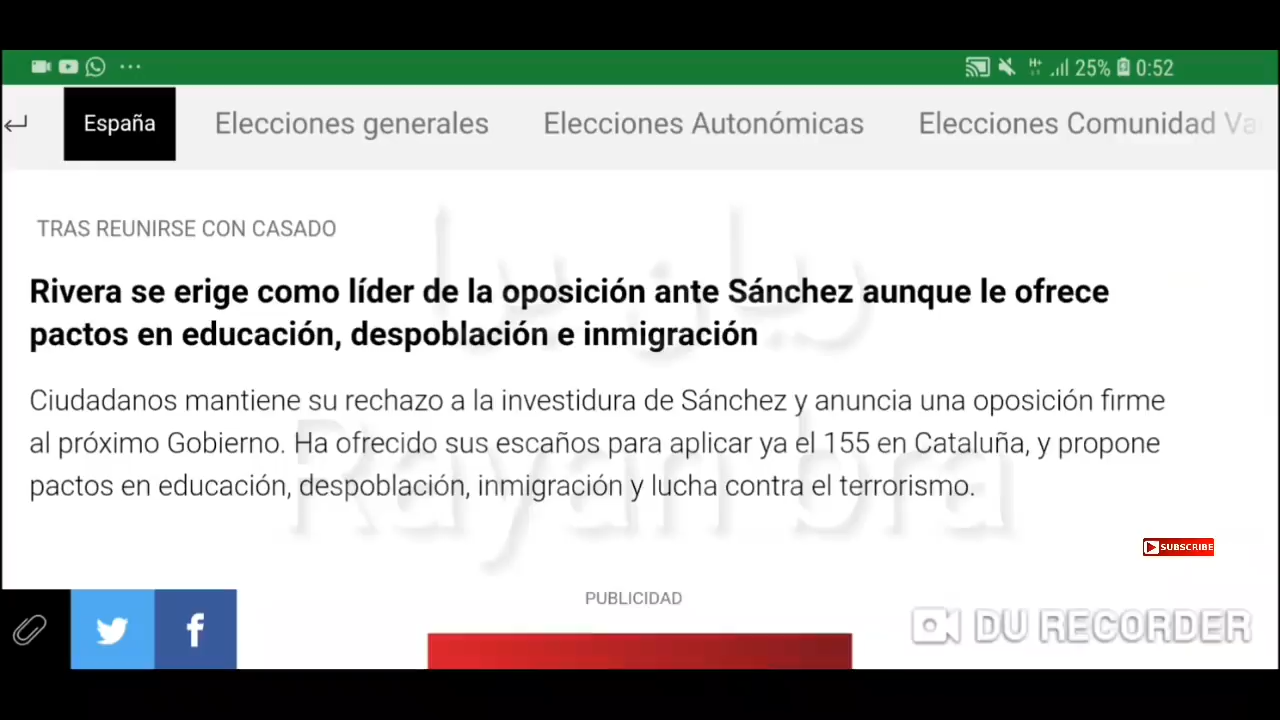 25% 0:52
España Elecciones generales Elecciones Autonómicas Elecciones Comunidad Va
TRAS REUNIRSE CON CASADO
Rivera se erige como líder de la oposición ante Sánchez aunque le ofrece
pactos en educación, despoblación e inmigración
Ciudadanos mantiene su rechazo a la investidura de Sánchez y anuncia una oposición firme
al próximo Gobierno. Ha ofrecido sus escaños para aplicar ya el 155 en Cataluña, y propone
pactos en educación, despoblación, inmigración y lucha contra el terrorismo.
Rayan bra
SUBSCRIBE
PUBLICIDAD
DU RECORDER